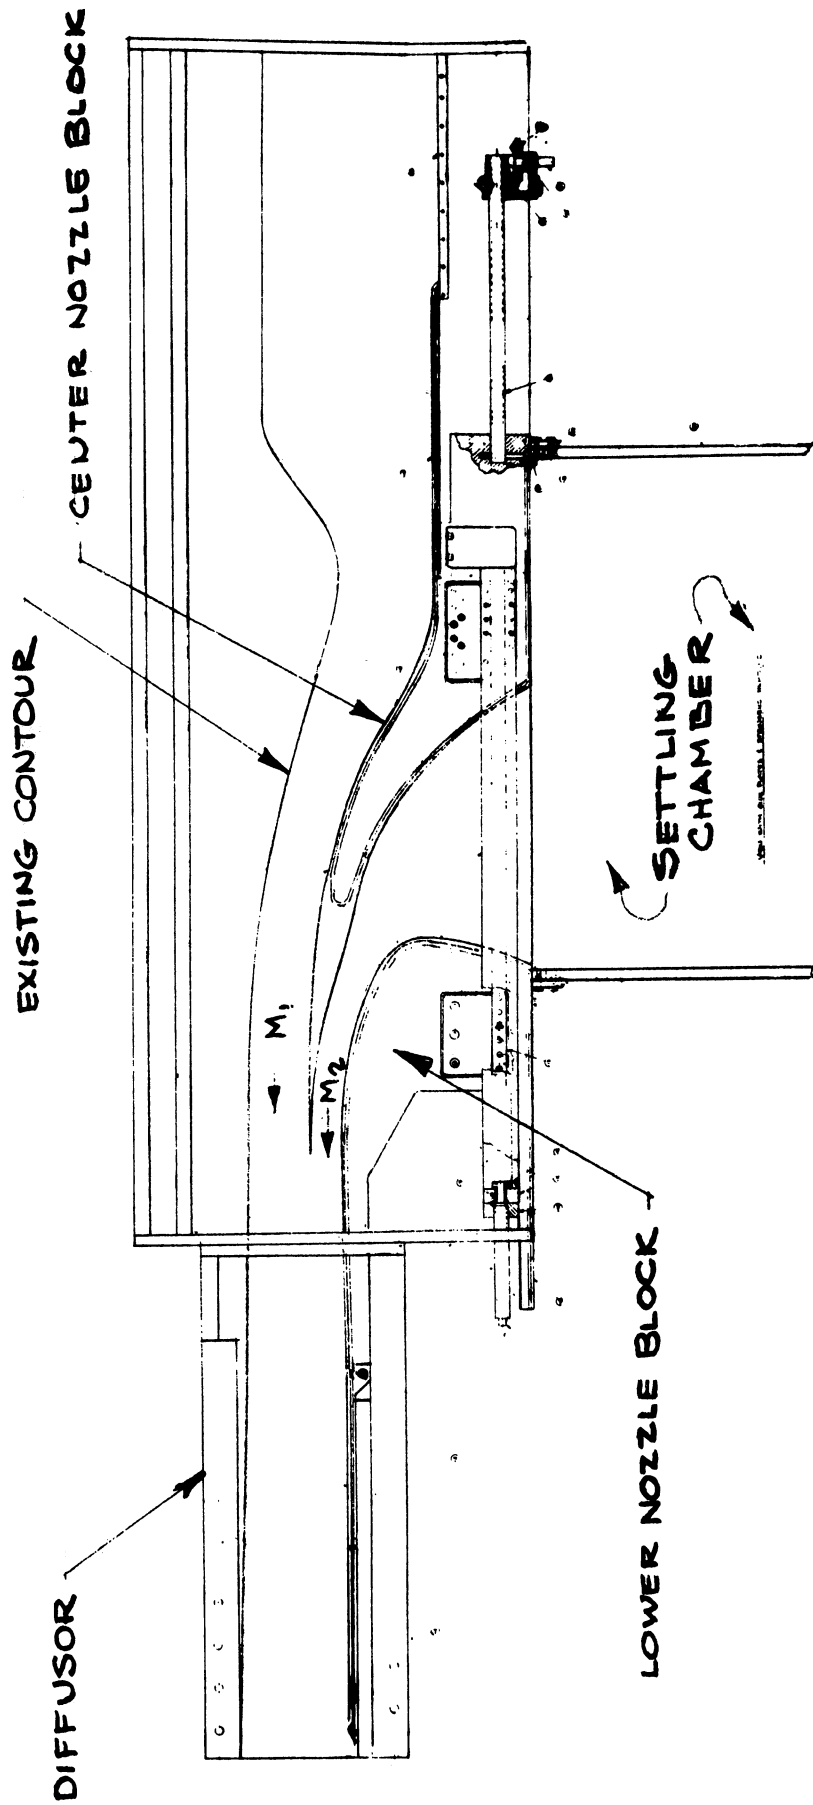 CENTER NOZZLE BLOCK
EXISTING CONTOUR
SETTLING
CHAMBER
M1
M2
LOWER NOZZLE BLOCK
DIFFUSOR